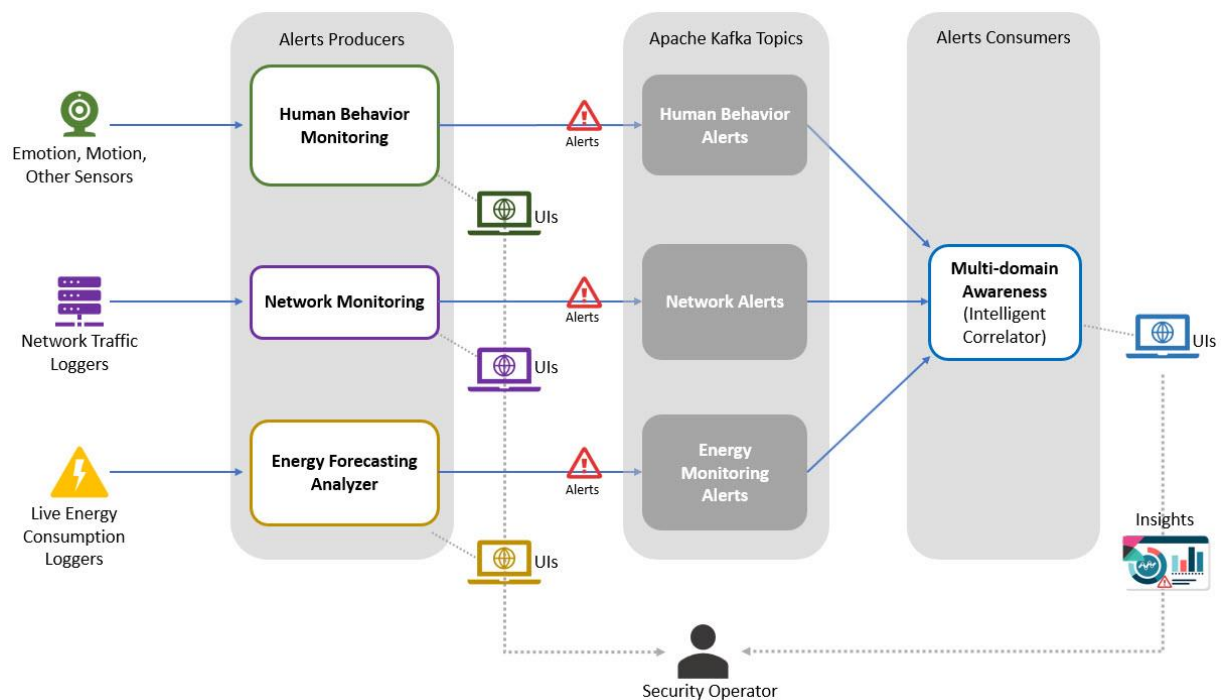 Alerts Producers
Apache Kafka Topics
Alerts Consumers
Emotion, Motion,
Other Sensors
Human Behavior
Monitoring
Alerts
Human Behavior
Alerts
UIs
Network Traffic
Loggers
Network Monitoring
Alerts
Network Alerts
Multi-domain
Awareness
(Intelligent
Correlator)
UIs
UIs
Live Energy
Consumption
Loggers
Energy Forecasting
Analyzer
Alerts
Energy
Monitoring
Alerts
UIs
Insights
Security Operator